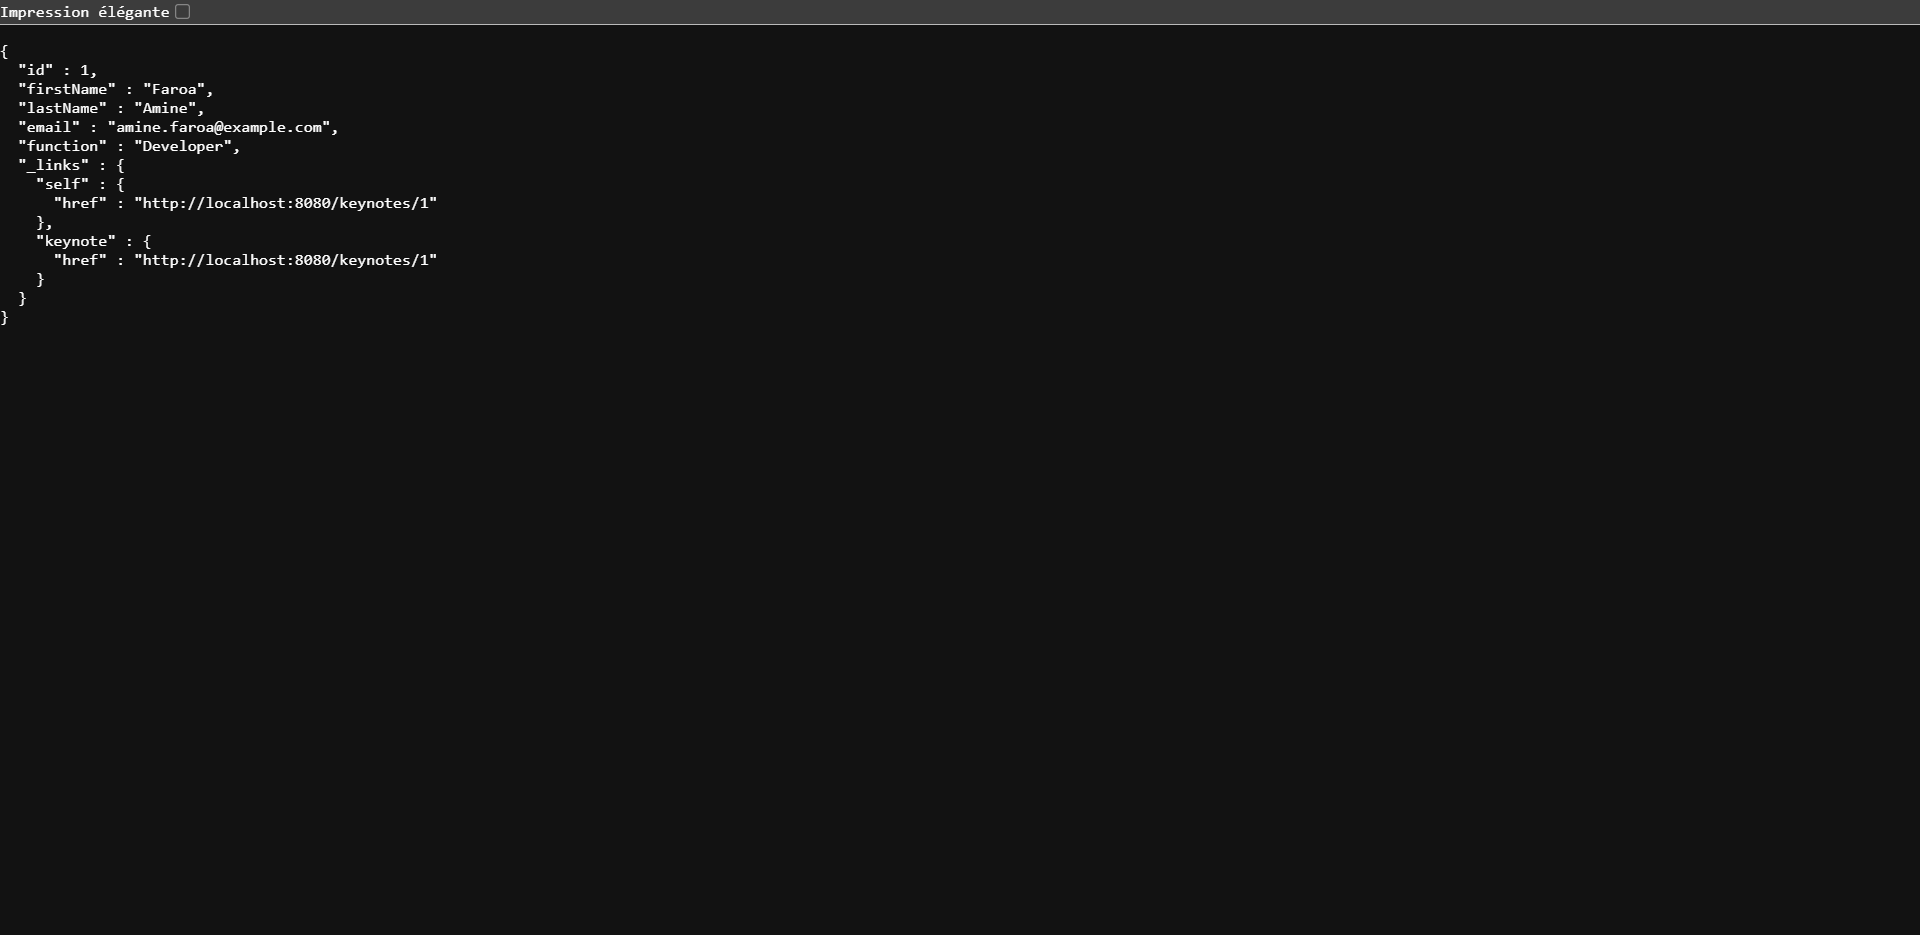 Impression élégante
{
  "id" : 1,
  "firstName" : "Faroa",
  "lastName" : "Amine",
  "email" : "amine.faroa@example.com",
  "function" : "Developer",
  "_links" : {
    "self" : {
      "href" : "http://localhost:8080/keynotes/1"
    },
    "keynote" : {
      "href" : "http://localhost:8080/keynotes/1"
    }
  }
}